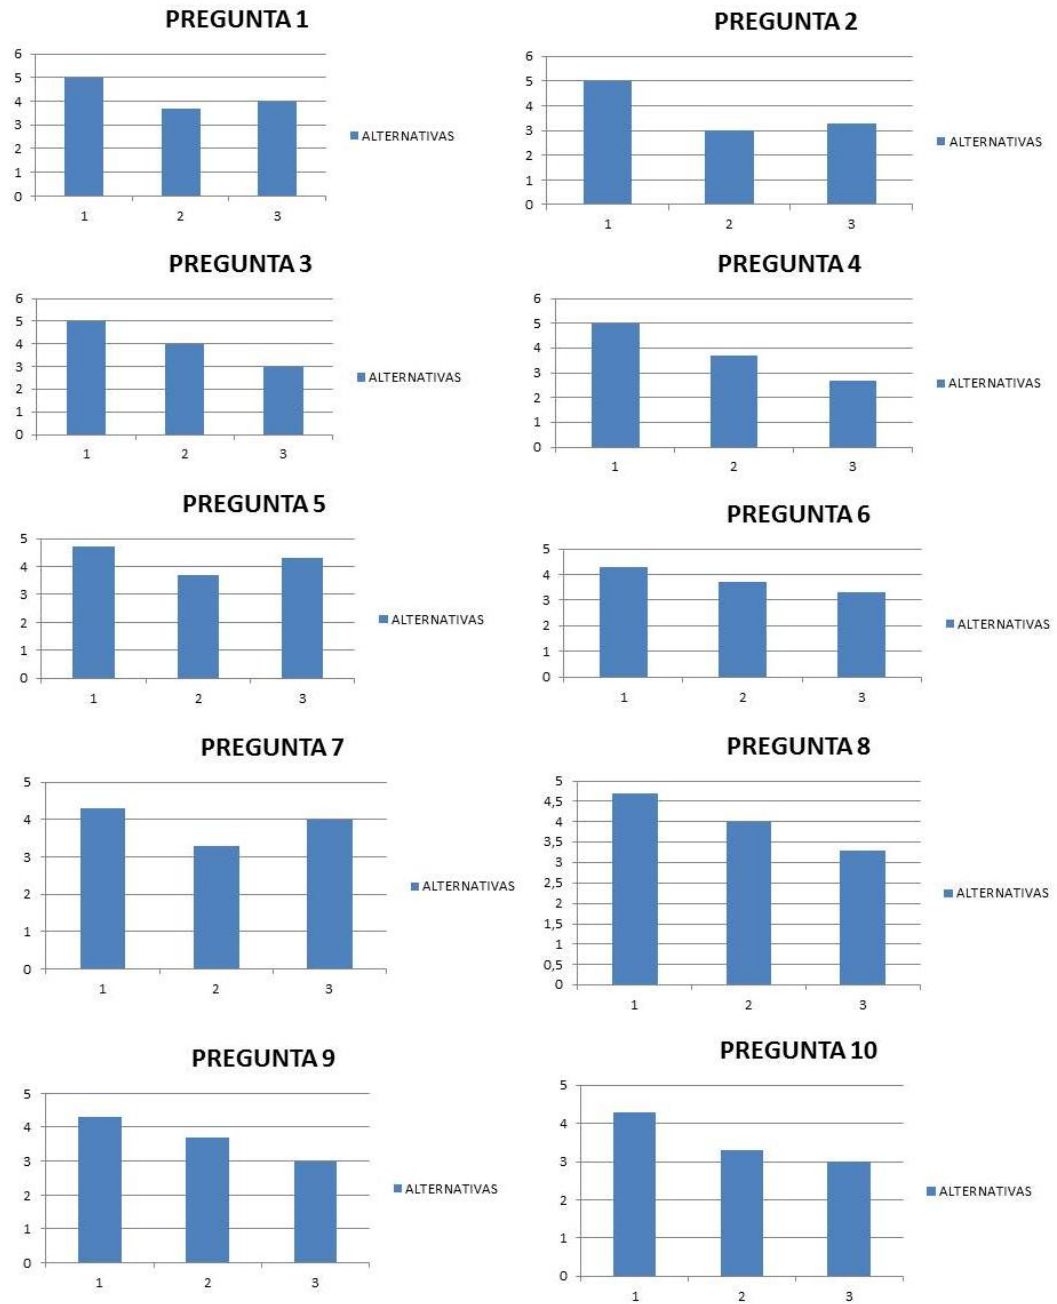 PREGUNTA 1
6
5
4
3
2
1
0
1 2 3
ALTERNATIVAS
PREGUNTA 2
6
5
4
3
2
1
0
1 2 3
ALTERNATIVAS
PREGUNTA 3
6
5
4
3
2
1
0
1 2 3
ALTERNATIVAS
PREGUNTA 4
6
5
4
3
2
1
0
1 2 3
ALTERNATIVAS
PREGUNTA 5
5
4
3
2
1
0
1 2 3
ALTERNATIVAS
PREGUNTA 6
5
4
3
2
1
0
1 2 3
ALTERNATIVAS
PREGUNTA 7
5
4
3
2
1
0
1 2 3
ALTERNATIVAS
PREGUNTA 8
5
4,5
4
3,5
3
2,5
2
1,5
1
0,5
0
1 2 3
ALTERNATIVAS
PREGUNTA 9
5
4
3
2
1
0
1 2 3
ALTERNATIVAS
PREGUNTA 10
5
4
3
2
1
0
1 2 3
ALTERNATIVAS